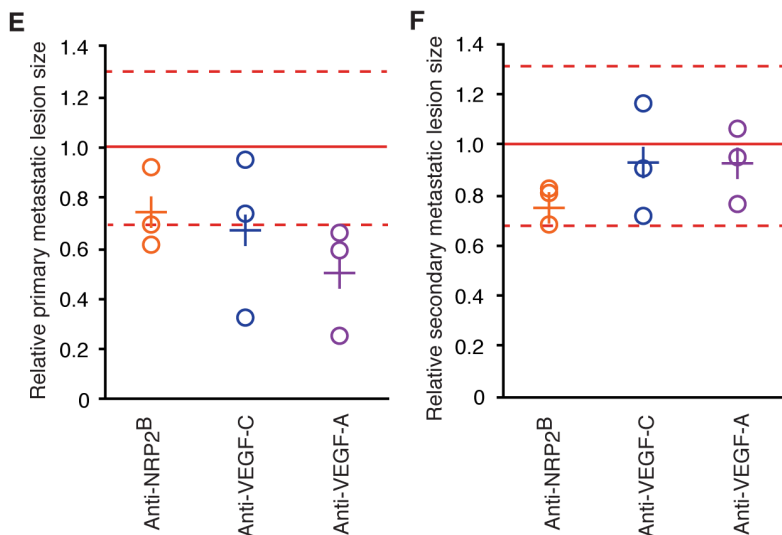 E
Relative primary metastatic lesion size
1.4
1.2
1.0
0.8
0.6
0.4
0.2
0
Anti-NRP2B
Anti-VEGF-C
Anti-VEGF-A
F
Relative secondary metastatic lesion size
1.4
1.2
1.0
0.8
0.6
0.4
0.2
0
Anti-NRP2B
Anti-VEGF-C
Anti-VEGF-A